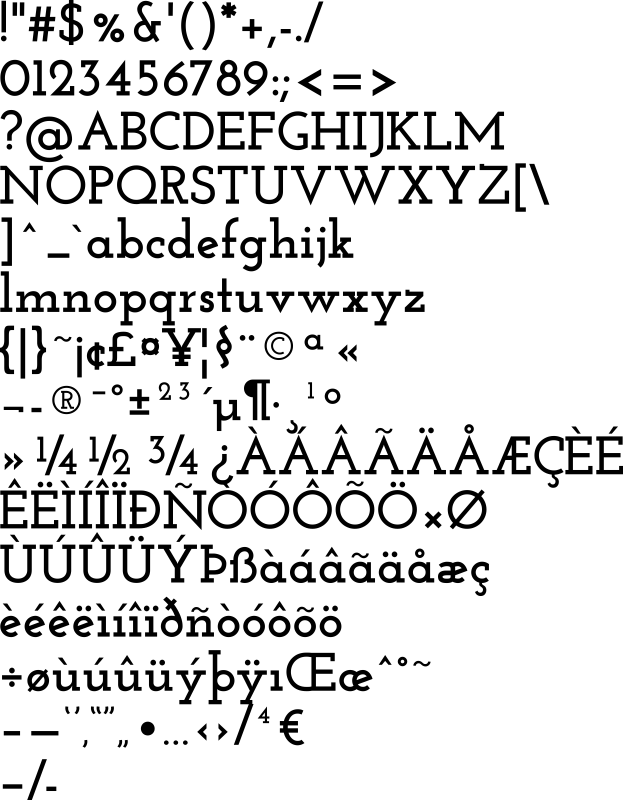 !"#$%&'()*+,-./
0123456789:;<=>
?@ABCDEFGHIJKLM
NOPQRSTUVWXYZ[\
]^_`abcdefghijk
lmnopqrstuvwxyz
{|}~¡¢£¤¥¦§¨©ª«
¬-®¯°±²³´µ¶·¸¹º
»¼½¾¿ÀÁÂÃÄÅÆÇÈÉ
ÊËÌÍÎÏÐÑÒÓÔÕÖ×Ø
ÙÚÛÜÝÞßàáâãäåæç
èéêëìíîïðñòóôõö
÷øùúûüýþÿıŒœˆ˚˜
–—‘’‚“”„•…‹›⁄⁴€
−∕-